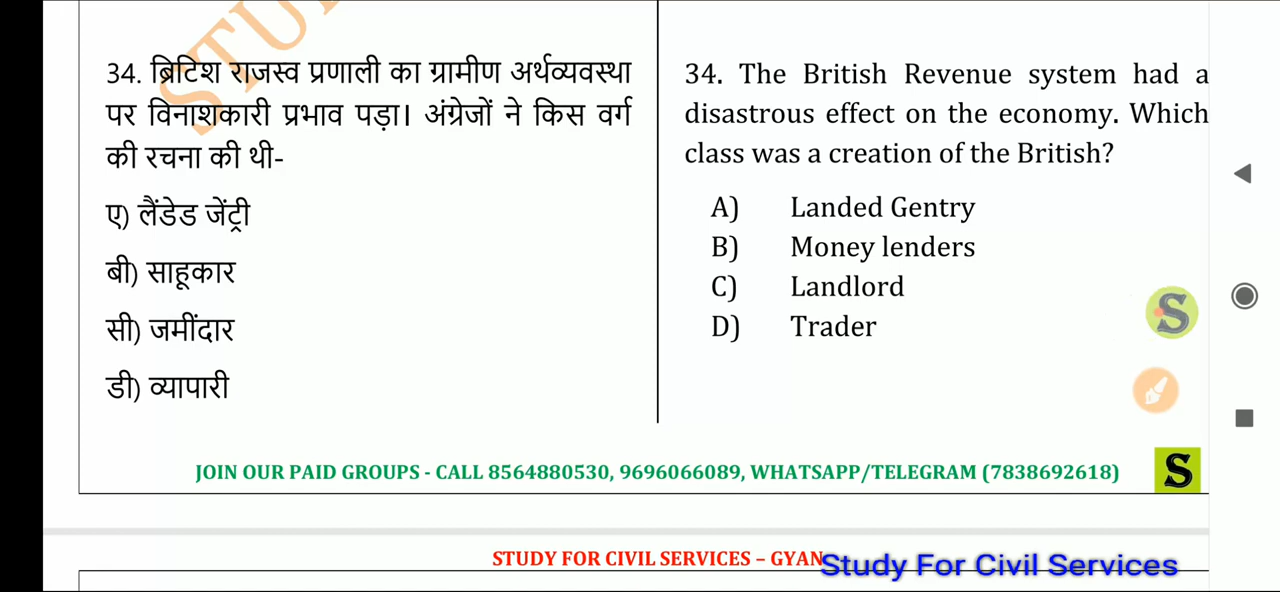 34. ब्रिटिश राजस्व प्रणाली का ग्रामीण अर्थव्यवस्था
पर विनाशकारी प्रभाव पड़ा। अंग्रेजों ने किस वर्ग
की रचना की थी-
ए) लैंडेड जेंट्री
बी) साहूकार
सी) जमींदार
डी) व्यापारी
34. The British Revenue system had a
disastrous effect on the economy. Which
class was a creation of the British?
A) Landed Gentry
B) Money lenders
C) Landlord
D) Trader
S
JOIN OUR PAID GROUPS - CALL 8564880530, 9696066089, WHATSAPP/TELEGRAM (7838692618)
S
STUDY FOR CIVIL SERVICES – GYAN
Study For Civil Services